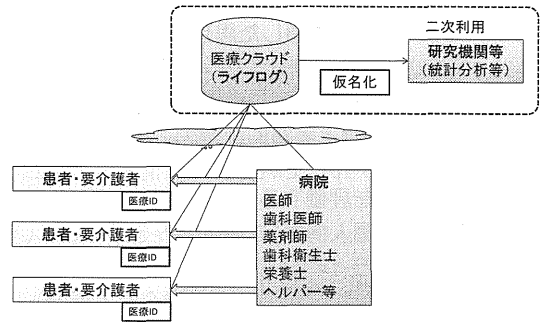 二次利用
医療クラウド
(ライフログ)
仮名化
研究機関等
(統計分析等)
患者・要介護者
医療ID
患者・要介護者
医療ID
患者・要介護者
医療ID
病院
医師
歯科医師
薬剤師
歯科衛生士
栄養士
ヘルパー等